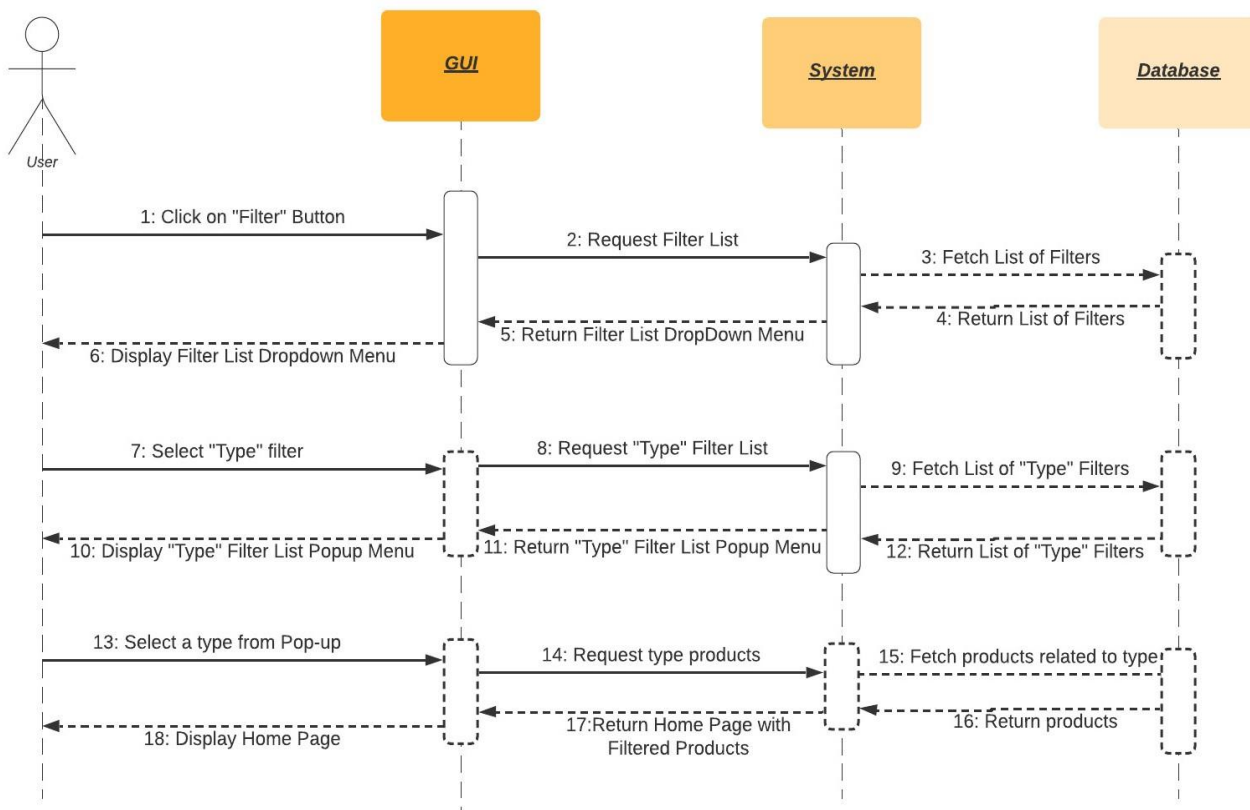 GUI
System
Database
User
1: Click on "Filter" Button
2: Request Filter List
3: Fetch List of Filters
4: Return List of Filters
5: Return Filter List DropDown Menu
6: Display Filter List Dropdown Menu
7: Select "Type" filter
8: Request "Type" Filter List
9: Fetch List of "Type" Filters
10: Display "Type" Filter List Popup Menu
11: Return "Type" Filter List Popup Menu
12: Return List of "Type" Filters
13: Select a type from Pop-up
14: Request type products
15: Fetch products related to type
16: Return products
17:Return Home Page with
Filtered Products
18: Display Home Page